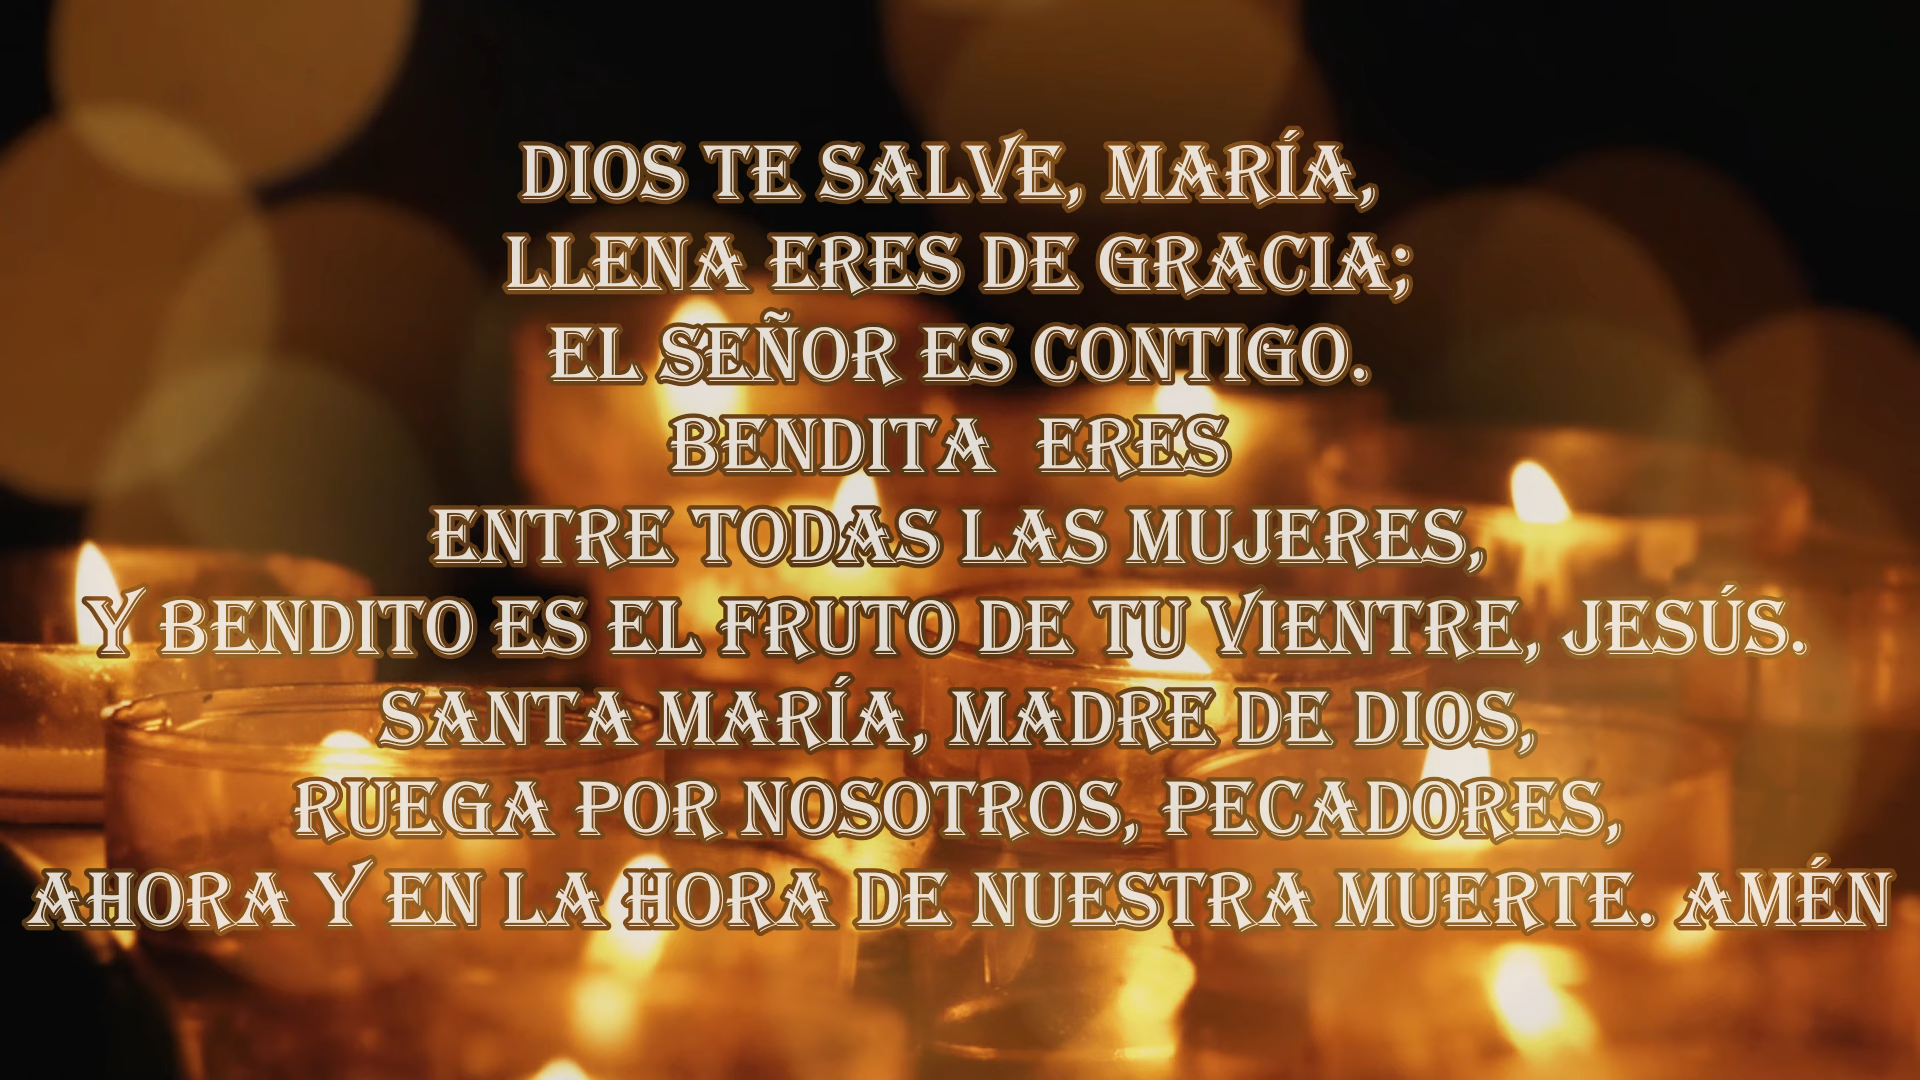 DIOS TE SALVE, MARÍA,
LLENA ERES DE GRACIA;
EL SEÑOR ES CONTIGO.
BENDITA  ERES
ENTRE TODAS LAS MUJERES,
Y BENDITO ES EL FRUTO DE TU VIENTRE, JESÚS.
SANTA MARÍA, MADRE DE DIOS,
RUEGA POR NOSOTROS, PECADORES,
AHORA Y EN LA HORA DE NUESTRA MUERTE. AMÉN